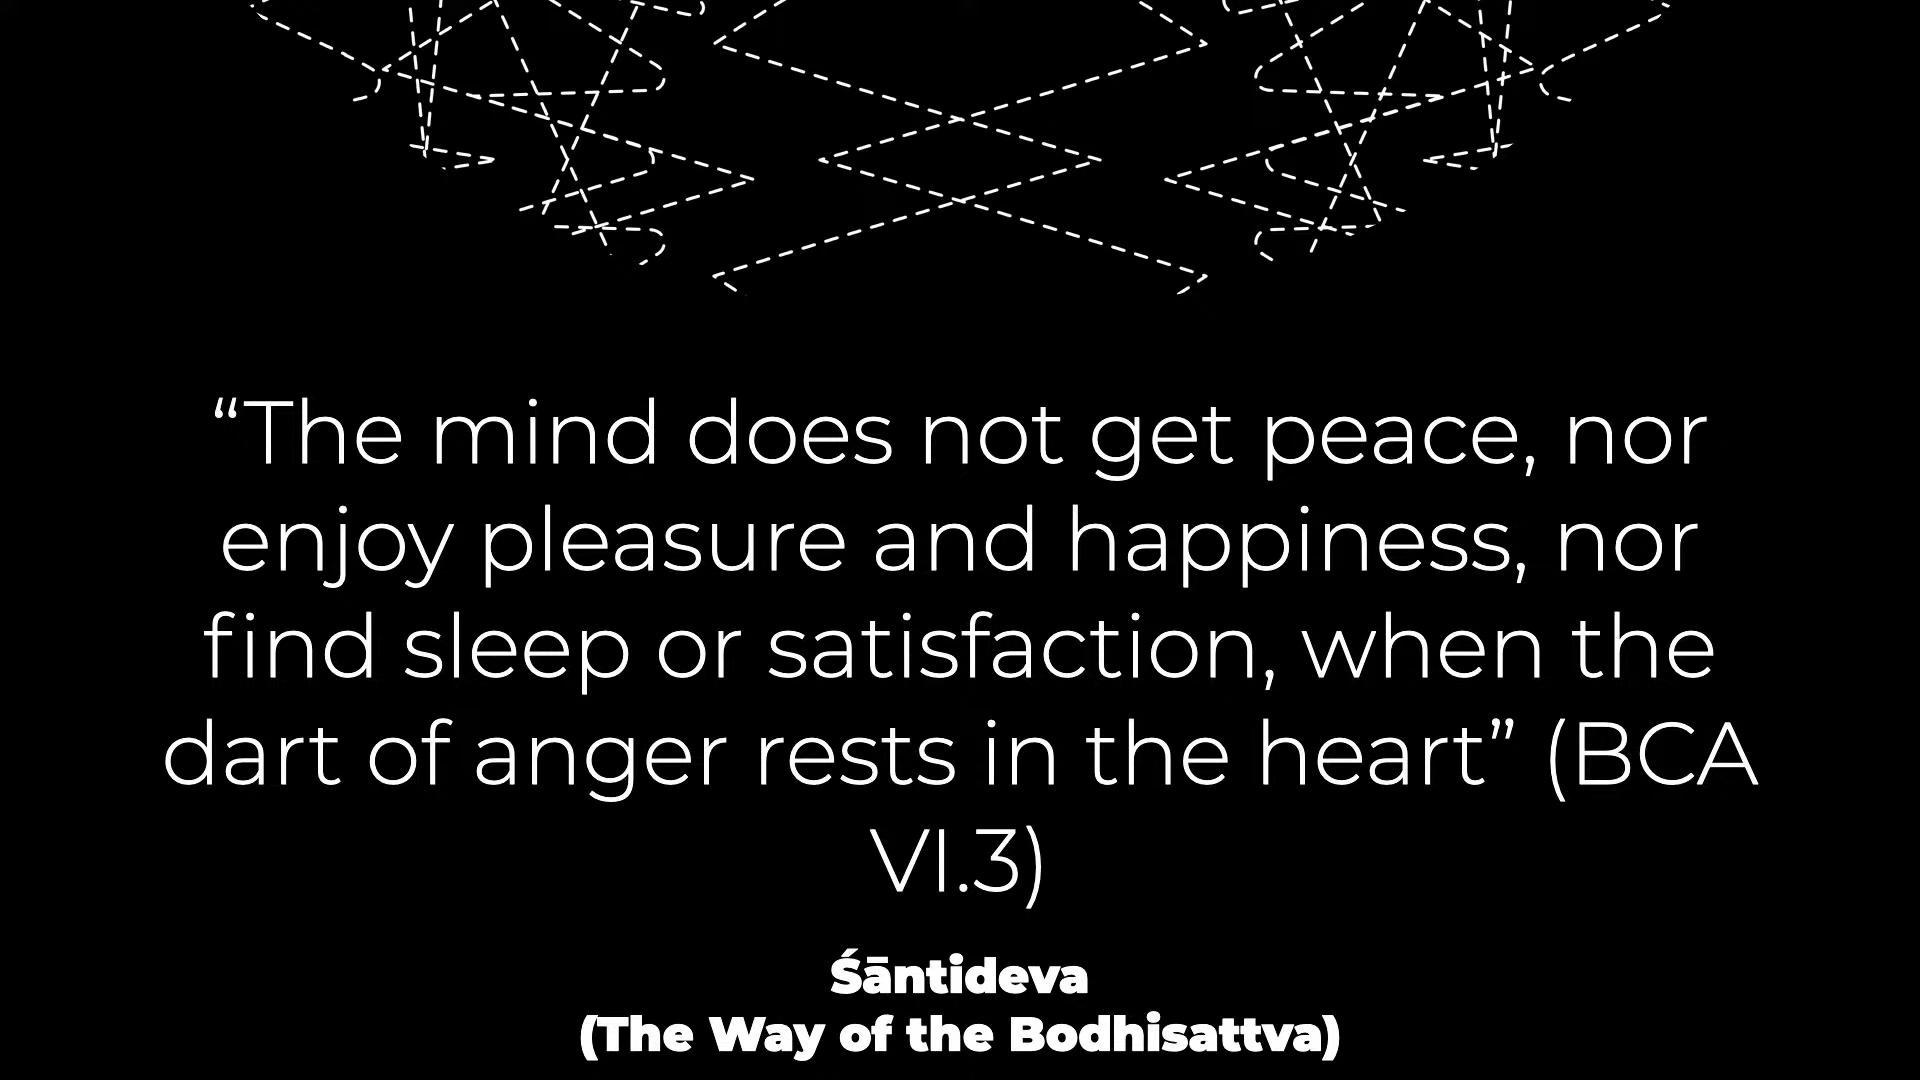 “The mind does not get peace, nor
enjoy pleasure and happiness, nor
find sleep or satisfaction, when the
dart of anger rests in the heart” (BCA
VI.3)
Śāntideva
(The Way of the Bodhisattva)